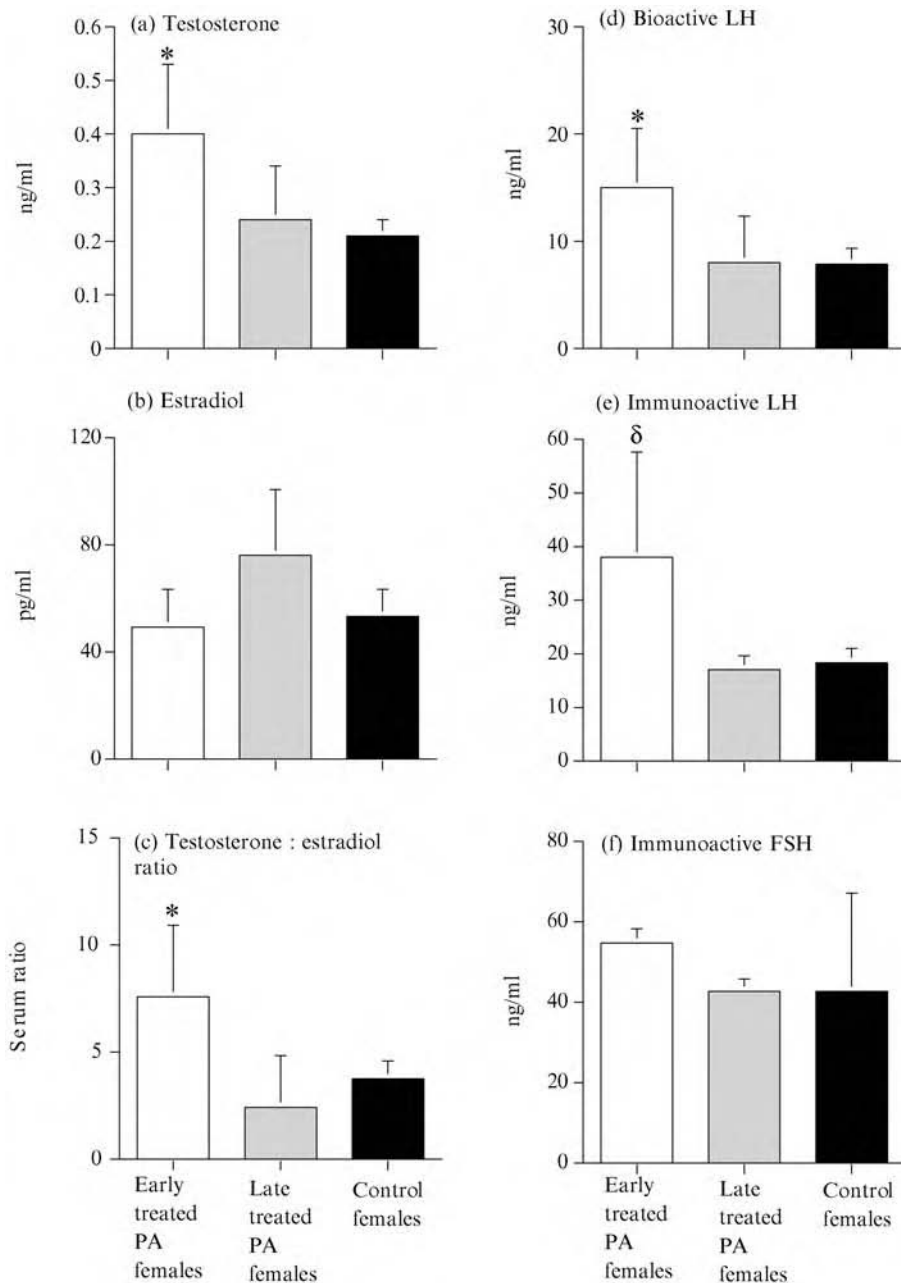 (a) Testosterone
0.6
0.5
0.4
0.3
0.2
0.1
0
ng/ml
*
(b) Estradiol
120
80
40
0
pg/ml
(c) Testosterone : estradiol
ratio
15
10
5
0
Serum ratio
*
Early
treated
PA
females
Late
treated
PA
females
Control
females
(d) Bioactive LH
30
20
10
0
ng/ml
*
(e) Immunoactive LH
60
50
40
30
20
10
0
ng/ml
δ
(f) Immunoactive FSH
80
60
40
20
0
ng/ml
Early
treated
PA
females
Late
treated
PA
females
Control
females